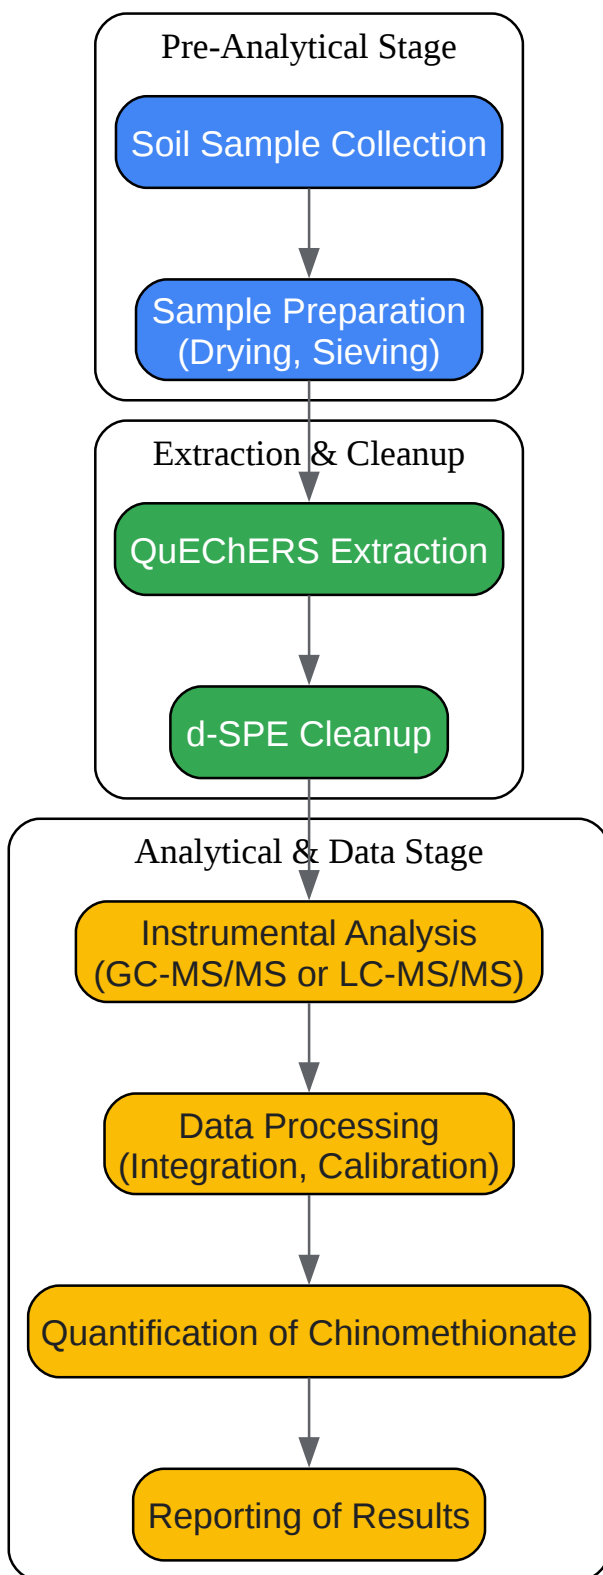 Pre-Analytical Stage
Soil Sample Collection
Sample Preparation
(Drying, Sieving)
Extraction & Cleanup
QuEChERS Extraction
d-SPE Cleanup
Analytical & Data Stage
Instrumental Analysis
(GC-MS/MS or LC-MS/MS)
Data Processing
(Integration, Calibration)
Quantification of Chinomethionate
Reporting of Results